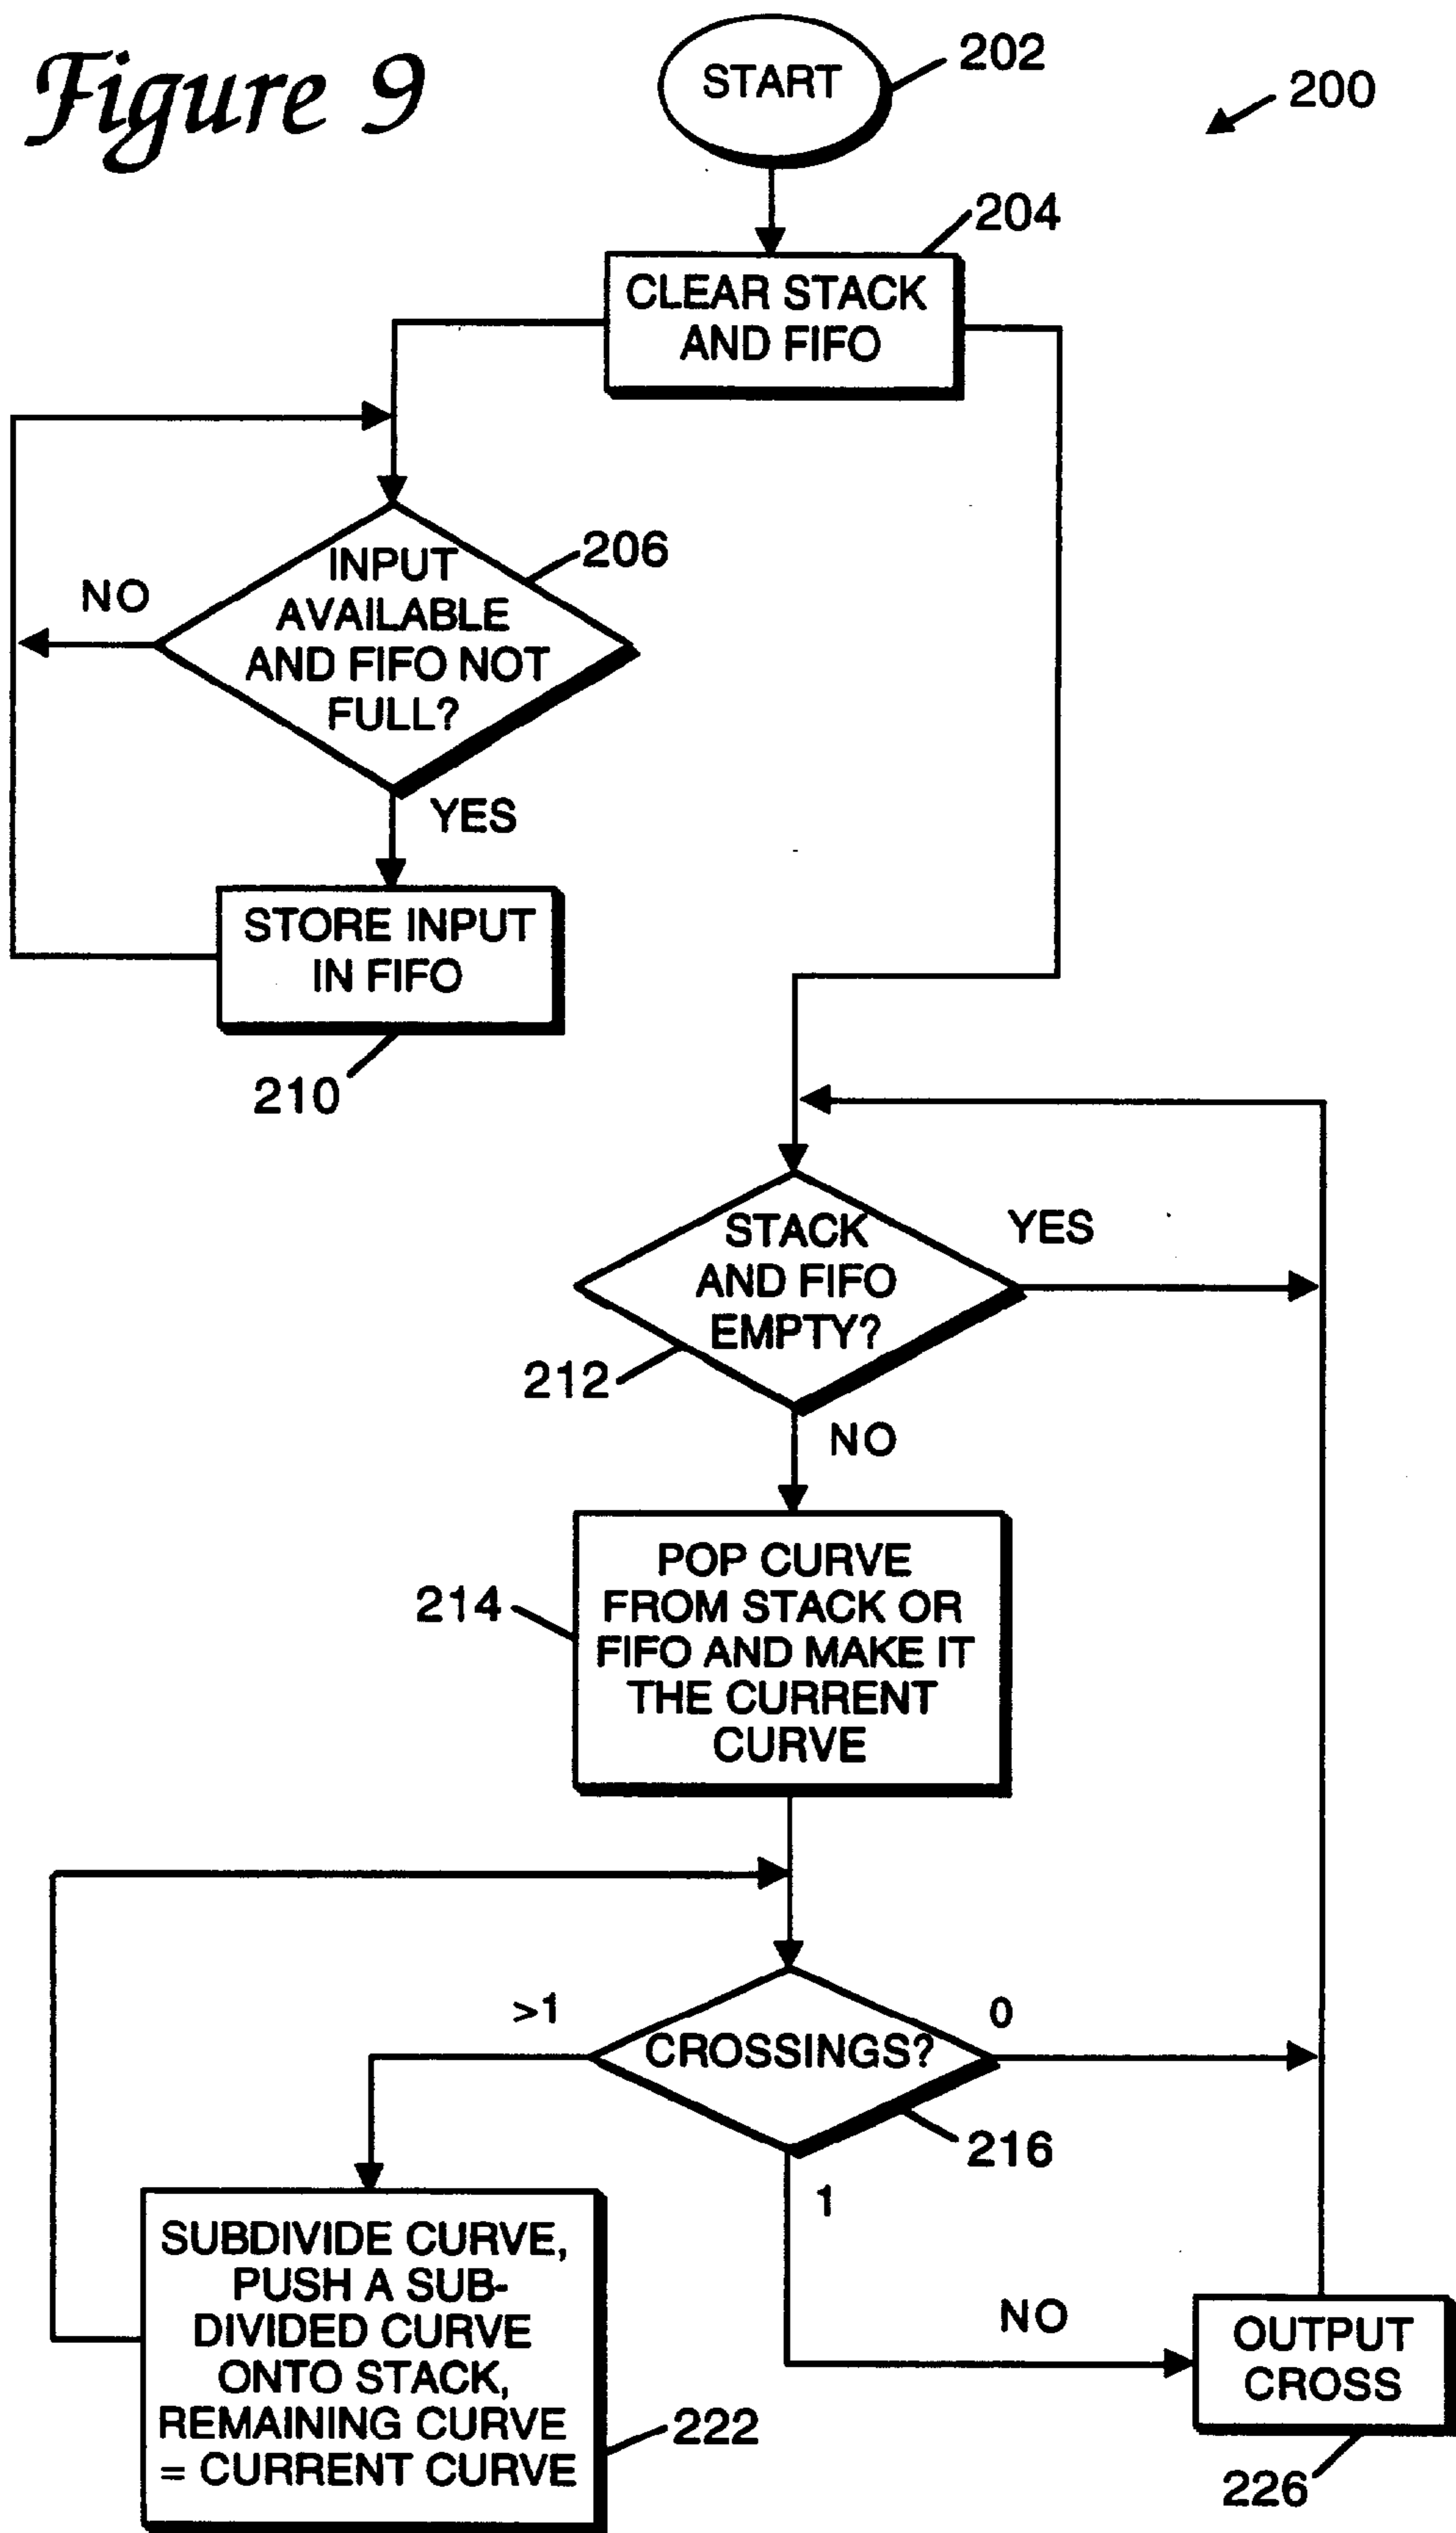 Figure 9
START
202
200
204
CLEAR STACK
AND FIFO
206
INPUT
AVAILABLE
AND FIFO NOT
FULL?
NO
YES
STORE INPUT
IN FIFO
210
STACK
AND FIFO
EMPTY?
YES
212
NO
214
POP CURVE
FROM STACK OR
FIFO AND MAKE IT
THE CURRENT
CURVE
>1
CROSSINGS?
0
216
1
SUBDIVIDE CURVE,
PUSH A SUB-
DIVIDED CURVE
ONTO STACK,
REMAINING CURVE
= CURRENT CURVE
222
NO
OUTPUT
CROSS
226